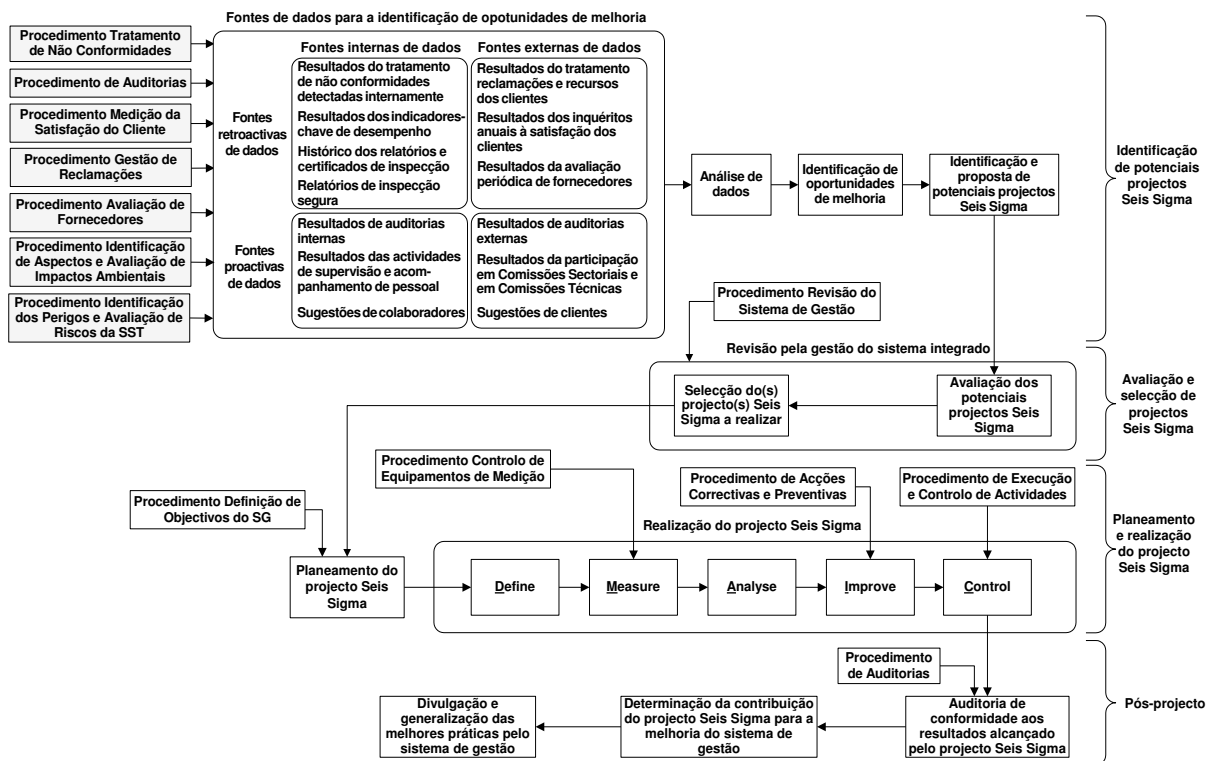 Fontes de dados para a identificação de opotunidades de melhoria
Procedimento Tratamento
de Não Conformidades
Procedimento de Auditorias
Procedimento Medição da
Satisfação do Cliente
Procedimento Gestão de
Reclamações
Procedimento Avaliação de
Fornecedores
Procedimento Identificação
de Aspectos e Avaliação de
Impactos Ambientais
Procedimento Identificação
dos Perigos e Avaliação de
Riscos da SST
Fontes internas de dados
Fontes externas de dados
Fontes
retroactivas
de dados
Resultados do tratamento
de não conformidades
detectadas internamente
Resultados dos indicadores-
chave de desempenho
Histórico dos relatórios e
certificados de inspecção
Relatórios de inspecção
segura
Resultados do tratamento
reclamações e recursos
dos clientes
Resultados dos inquéritos
anuais à satisfação dos
clientes
Resultados da avaliação
periódica de fornecedores
Fontes
proactivas
de dados
Resultados de auditorias
internas
Resultados das actividades
de supervisão e acom-
panhamento de pessoal
Sugestões de colaboradores
Resultados de auditorias
externas
Resultados da participação
em Comissões Sectoriais e
em Comissões Técnicas
Sugestões de clientes
Análise de
dados
Identificação de
oportunidades
de melhoria
Identificação e
proposta de
potenciais projectos
Seis Sigma
Identificação
de potenciais
projectos
Seis Sigma
Procedimento Revisão do
Sistema de Gestão
Revisão pela gestão do sistema integrado
Selecção do(s)
projecto(s) Seis
Sigma a realizar
Avaliação dos
potenciais
projectos Seis
Sigma
Avaliação e
selecção de
projectos
Seis Sigma
Procedimento Controlo de
Equipamentos de Medição
Procedimento de Acções
Correctivas e Preventivas
Procedimento de Execução
e Controlo de Actividades
Procedimento Definição de
Objectivos do SG
Realização do projecto Seis Sigma
Planeamento do
projecto Seis
Sigma
Define
Measure
Analyse
Improve
Control
Planeamento
e realização
do projecto
Seis Sigma
Procedimento
de Auditorias
Divulgação e
generalização das
melhores práticas pelo
sistema de gestão
Determinação da contribuição
do projecto Seis Sigma para a
melhoria do sistema de
gestão
Auditoria de
conformidade aos
resultados alcançado
pelo projecto Seis Sigma
Pós-projecto